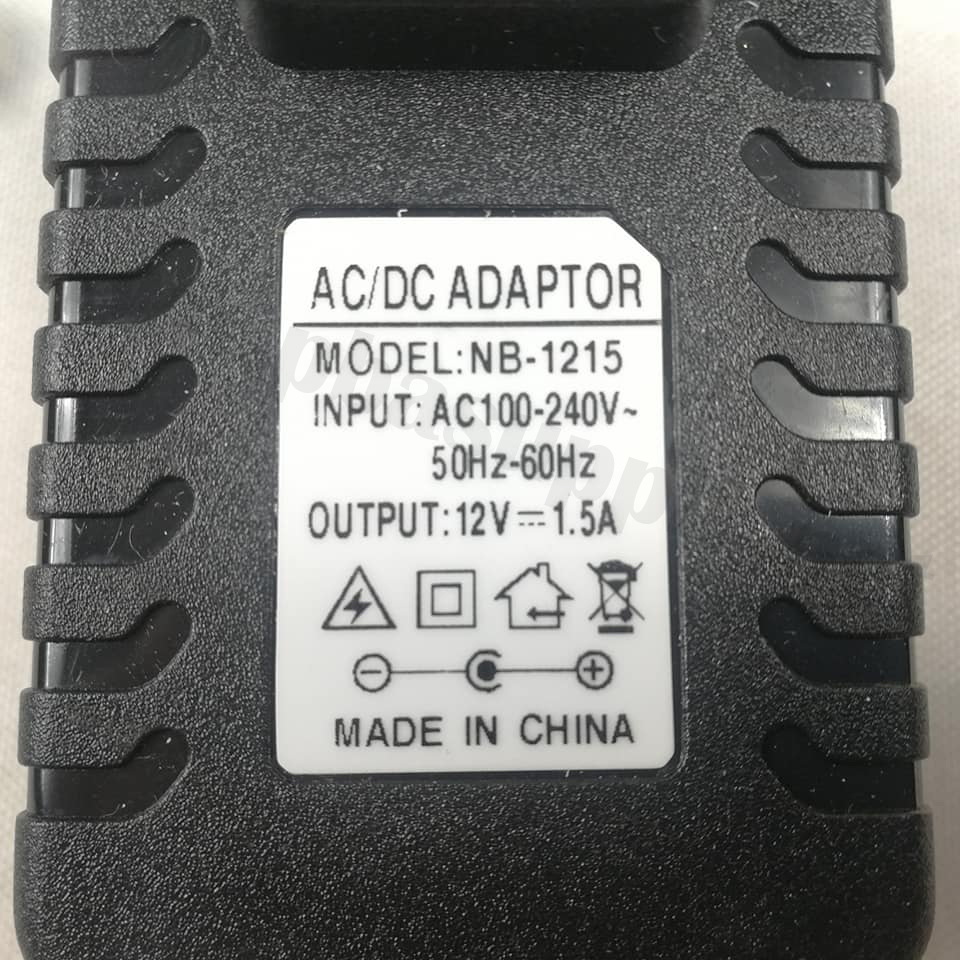 AC/DC ADAPTOR
MODEL:NB-1215
INPUT: AC100-240V~
50Hz-60Hz
OUTPUT:12V⎓1.5A
MADE IN CHINA